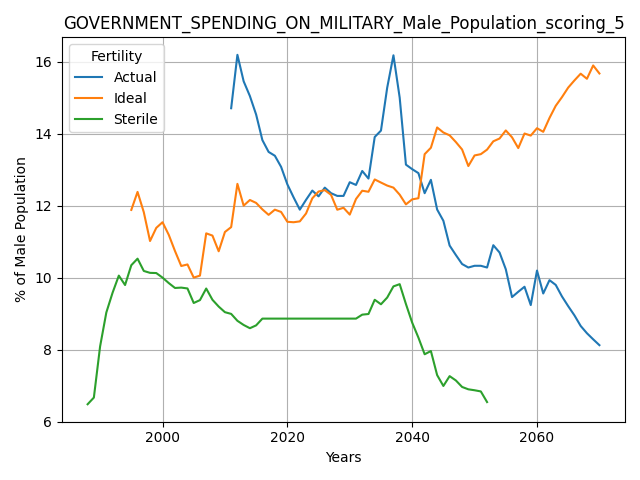 GOVERNMENT_SPENDING_ON_MILITARY_Male_Population_scoring_5
Fertility
Actual
Ideal
Sterile
% of Male Population
16
14
12
10
8
6
2000
2020
2040
2060
Years